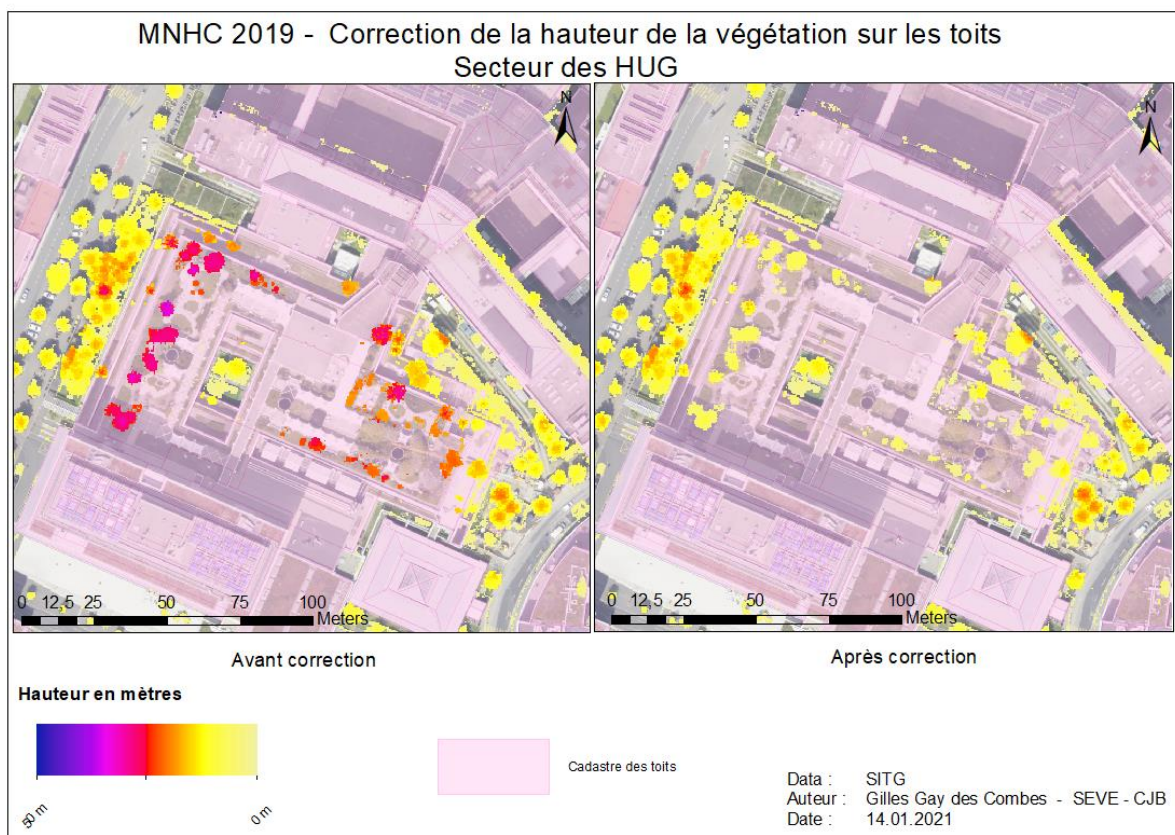 MNHC 2019 - Correction de la hauteur de la végétation sur les toits
Secteur des HUG
N
N
0 12.5 25 50 75 100
Meters
0 12.5 25 50 75 100
Meters
Avant correction
Après correction
Hauteur en mètres
50 m
0 m
Cadastre des toits
Data : SITG
Auteur : Gilles Gay des Combes - SEVE - CJB
Date : 14.01.2021